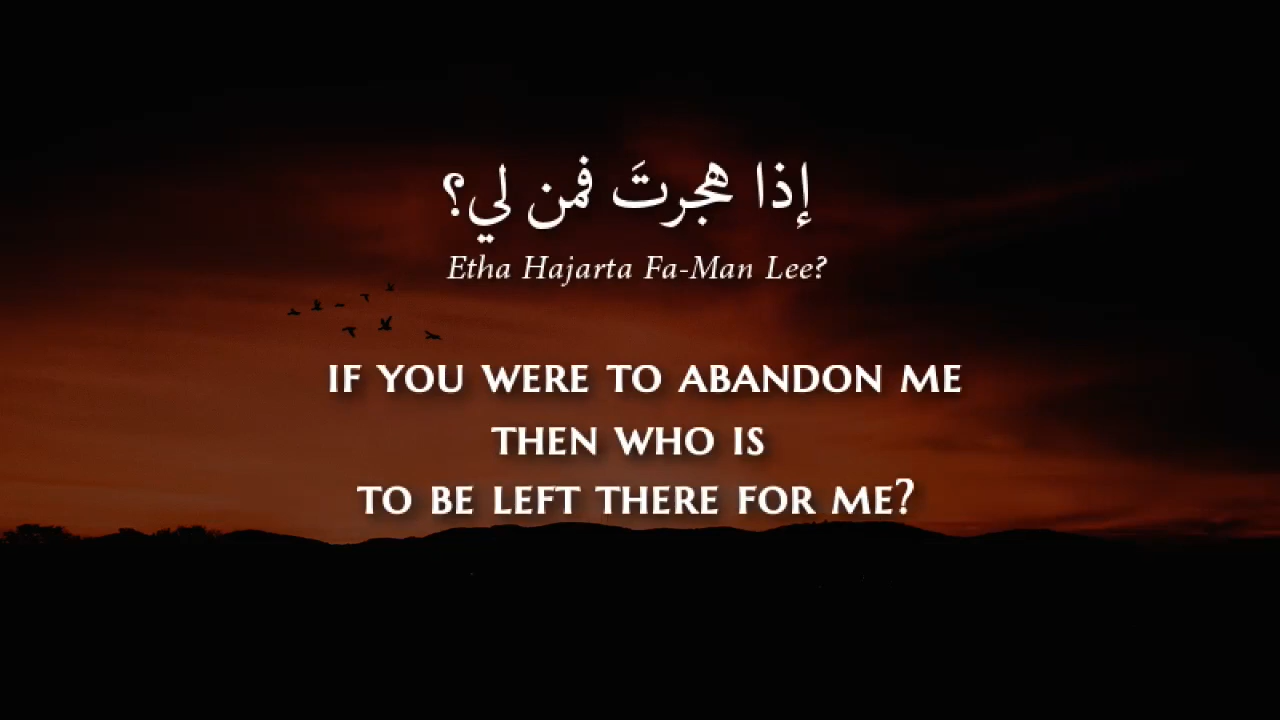 إذا هجرتَ فمن لي؟
Etha Hajarta Fa-Man Lee?
IF YOU WERE TO ABANDON ME
THEN WHO IS
TO BE LEFT THERE FOR ME?